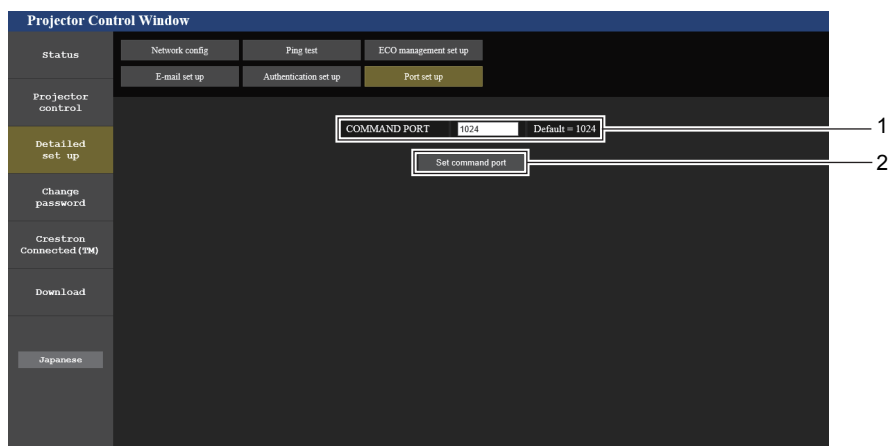 Projector Control Window
Status
Network config
Ping test
ECO management set up
E-mail set up
Authentication set up
Port set up
Projector
control
COMMAND PORT 1024 Default = 1024
1
Set command port
2
Detailed
set up
Change
password
Crestron
Connected(TM)
Download
Japanese